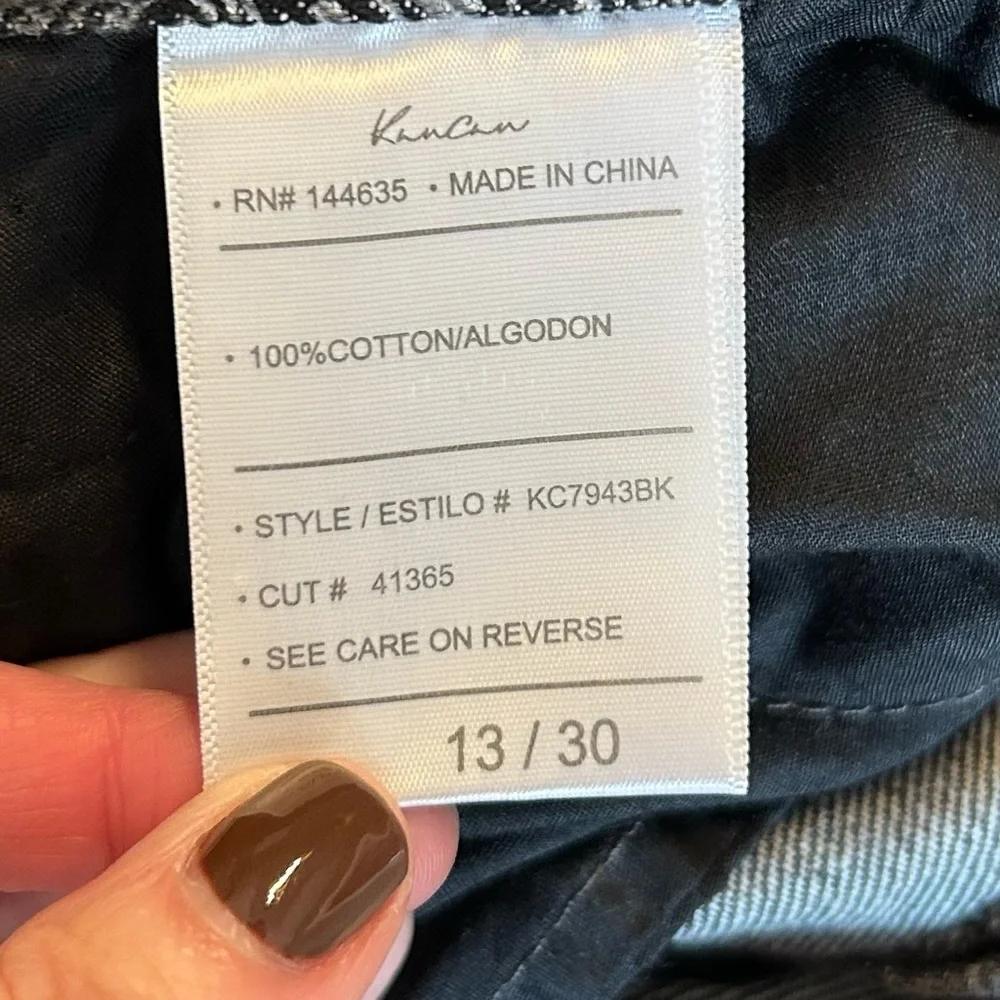 KanCan
• RN# 144635 • MADE IN CHINA
• 100%COTTON/ALGODON
• STYLE / ESTILO # KC7943BK
• CUT # 41365
• SEE CARE ON REVERSE
13 / 30